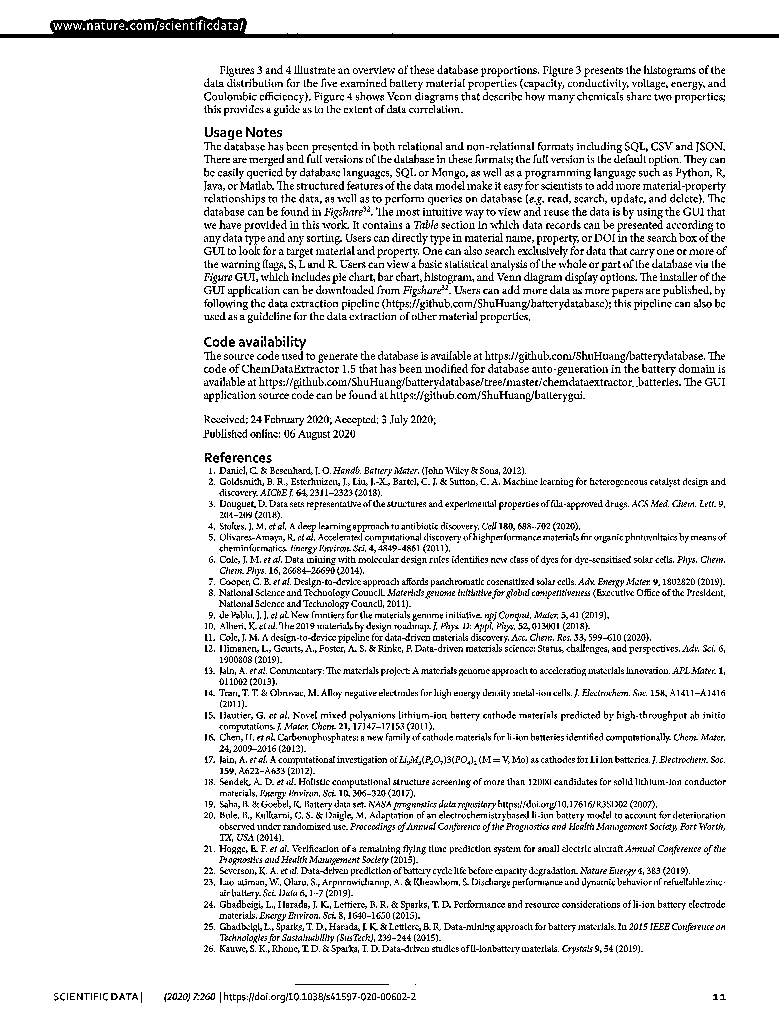 www.nature.com/scientificdata/
Figures 3 and 4 illustrate an overview of these database proportions. Figure 3 presents the histograms of the
data distribution for the five examined battery material properties (capacity, conductivity, voltage, energy, and
Coulombic efficiency). Figure 4 shows Venn diagrams that describe how many chemicals share two properties;
this provides a guide as to the extent of data correlation.
Usage Notes
The database has been presented in both relational and non-relational formats including SQL, CSV and JSON.
There are merged and full versions of the database in these formats; the full version is the default option. They can
be easily queried by database languages, SQL or Mongo, as well as a programming language such as Python, R,
Java, or Matlab. The structured features of the data model make it easy for scientists to add more material-property
relationships to the data, as well as to perform queries on database (e.g. read, search, update, and delete). The
database can be found in Figshare32. The most intuitive way to view and reuse the data is by using the GUI that
we have provided in this work. It contains a Table section in which data records can be presented according to
any data type and any sorting. Users can directly type in material name, property, or DOI in the search box of the
GUI to look for a target material and property. One can also search exclusively for data that carry one or more of
the warning flags, S, L and R. Users can view a basic statistical analysis of the whole or part of the database via the
Figure GUI, which includes pie chart, bar chart, histogram, and Venn diagram display options. The installer of the
GUI application can be downloaded from Figshare32. Users can add more data as more papers are published, by
following the data extraction pipeline (https://github.com/ShuHuang/batterydatabase); this pipeline can also be
used as a guideline for the data extraction of other material properties.
Code availability
The source code used to generate the database is available at https://github.com/ShuHuang/batterydatabase. The
code of ChemDataExtractor 1.5 that has been modified for database auto-generation in the battery domain is
available at https://github.com/ShuHuang/batterydatabase/tree/master/chemdataextractor_batteries. The GUI
application source code can be found at https://github.com/ShuHuang/batterygui.
Received: 24 February 2020; Accepted: 3 July 2020;
Published online: 06 August 2020
References
1. Daniel, C. & Besenhard, J. O. Handb. Battery Mater. (John Wiley & Sons, 2012).
2. Goldsmith, B. R., Esterhuizen, J., Liu, J.-X., Bartel, C. J. & Sutton, C. A. Machine learning for heterogeneous catalyst design and
discovery. AIChE J. 64, 2311–2323 (2018).
3. Douguet, D. Data sets representative of the structures and experimental properties of fda-approved drugs. ACS Med. Chem. Lett. 9,
204–209 (2018).
4. Stokes, J. M. et al. A deep learning approach to antibiotic discovery. Cell 180, 688–702 (2020).
5. Olivares-Amaya, R. et al. Accelerated computational discovery of highperformance materials for organic photovoltaics by means of
cheminformatics. Energy Environ. Sci. 4, 4849–4861 (2011).
6. Cole, J. M. et al. Data mining with molecular design rules identifies new class of dyes for dye-sensitised solar cells. Phys. Chem.
Chem. Phys. 16, 26684–26690 (2014).
7. Cooper, C. B. et al. Design-to-device approach affords panchromatic cosensitized solar cells. Adv. Energy Mater. 9, 1802820 (2019).
8. National Science and Technology Council. Materials genome initiative for global competitiveness (Executive Office of the President,
National Science and Technology Council, 2011).
9. de Pablo, J. J. et al. New frontiers for the materials genome initiative. npj Comput. Mater. 5, 41 (2019).
10. Alberi, K. et al. The 2019 materials by design roadmap. J. Phys. D: Appl. Phys. 52, 013001 (2018).
11. Cole, J. M. A design-to-device pipeline for data-driven materials discovery. Acc. Chem. Res. 53, 599–610 (2020).
12. Himanen, L., Geurts, A., Foster, A. S. & Rinke, P. Data-driven materials science: Status, challenges, and perspectives. Adv. Sci. 6,
1900808 (2019).
13. Jain, A. et al. Commentary: The materials project: A materials genome approach to accelerating materials innovation. APL Mater. 1,
011002 (2013).
14. Tran, T. T. & Obrovac, M. Alloy negative electrodes for high energy density metal-ion cells. J. Electrochem. Soc. 158, A1411–A1416
(2011).
15. Hautier, G. et al. Novel mixed polyanions lithium-ion battery cathode materials predicted by high-throughput ab initio
computations. J. Mater. Chem. 21, 17147–17153 (2011).
16. Chen, H. et al. Carbonophosphates: a new family of cathode materials for li-ion batteries identified computationally. Chem. Mater.
24, 2009–2016 (2012).
17. Jain, A. et al. A computational investigation of Li9M3(P2O7)3(PO4)2 (M = V, Mo) as cathodes for Li ion batteries. J. Electrochem. Soc.
159, A622–A633 (2012).
18. Sendek, A. D. et al. Holistic computational structure screening of more than 12000 candidates for solid lithium-ion conductor
materials. Energy Environ. Sci. 10, 306–320 (2017).
19. Saha, B. & Goebel, K. Battery data set. NASA prognostics data repository https://doi.org/10.17616/R3SD02 (2007).
20. Bole, B., Kulkarni, C. S. & Daigle, M. Adaptation of an electrochemistrybased li-ion battery model to account for deterioration
observed under randomized use. Proceedings of Annual Conference of the Prognostics and Health Management Society, Fort Worth,
TX, USA (2014).
21. Hogge, E. F. et al. Verification of a remaining flying time prediction system for small electric aircraft Annual Conference of the
Prognostics and Health Management Society (2015).
22. Severson, K. A. et al. Data-driven prediction of battery cycle life before capacity degradation. Nature Energy 4, 383 (2019).
23. Lao-atiman, W., Olaru, S., Arpornwichanop, A. & Kheawhom, S. Discharge performance and dynamic behavior of refuellable zinc-
air battery. Sci. Data 6, 1–7 (2019).
24. Ghadbeigi, L., Harada, J. K., Lettiere, B. R. & Sparks, T. D. Performance and resource considerations of li-ion battery electrode
materials. Energy Environ. Sci. 8, 1640–1650 (2015).
25. Ghadbeigi, L., Sparks, T. D., Harada, J. K. & Lettiere, B. R. Data-mining approach for battery materials. In 2015 IEEE Conference on
Technologies for Sustainability (SusTech), 239–244 (2015).
26. Kauwe, S. K., Rhone, T. D. & Sparks, T. D. Data-driven studies of li-ionbattery materials. Crystals 9, 54 (2019).
SCIENTIFIC DATA | (2020) 7:260 | https://doi.org/10.1038/s41597-020-00602-2
11